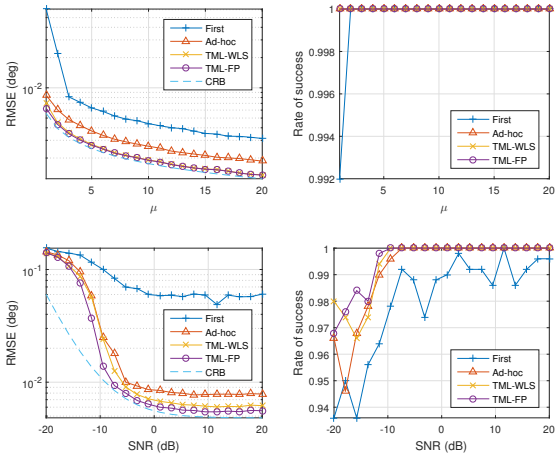 RMSE (deg)
10^-2
First
Ad-hoc
TML-WLS
TML-FP
CRB
5 10 15 20
μ
Rate of success
1
0.998
0.996
0.994
0.992
First
Ad-hoc
TML-WLS
TML-FP
5 10 15 20
μ
RMSE (deg)
10^-1
10^-2
First
Ad-hoc
TML-WLS
TML-FP
CRB
-20 -10 0 10 20
SNR (dB)
Rate of success
1
0.99
0.98
0.97
0.96
0.95
0.94
First
Ad-hoc
TML-WLS
TML-FP
-20 -10 0 10 20
SNR (dB)